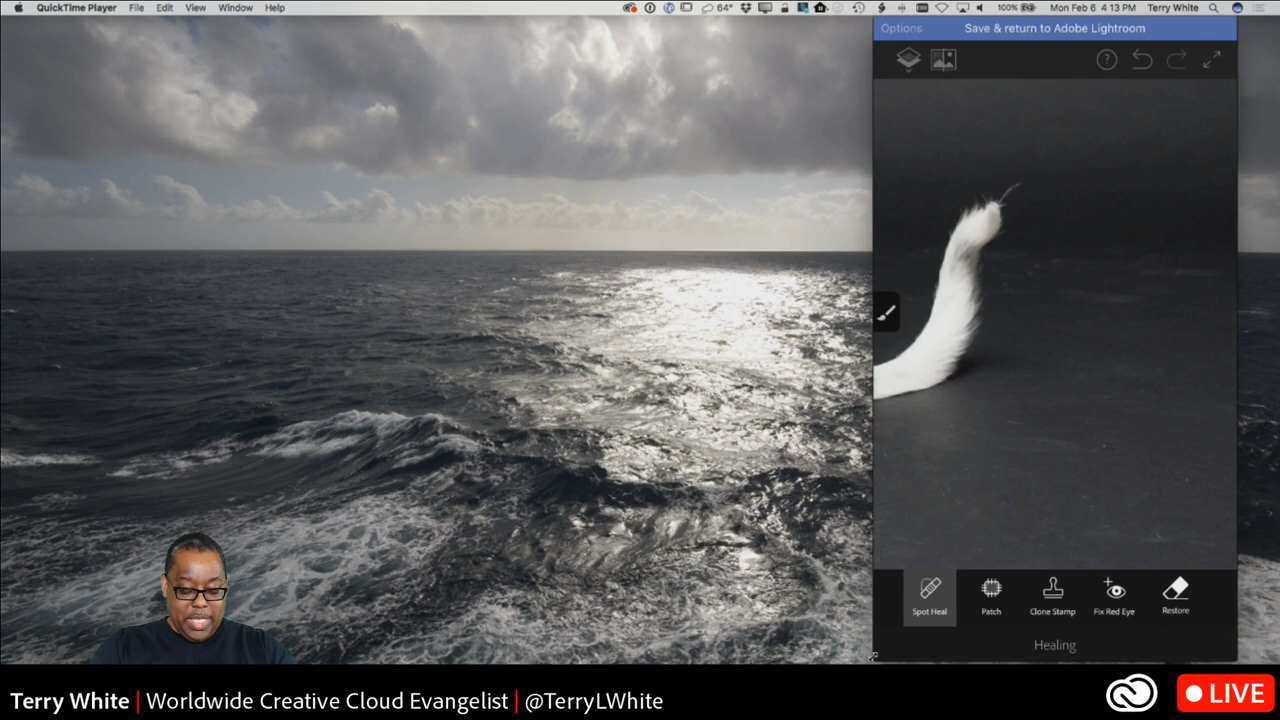 QuickTime Player File Edit View Window Help 64° 100% Mon Feb 6 4:13 PM Terry White
Options Save & return to Adobe Lightroom
?
Spot Heal Patch Clone Stamp Fix Red Eye Restore
Healing
Terry White | Worldwide Creative Cloud Evangelist | @TerryLWhite
LIVE